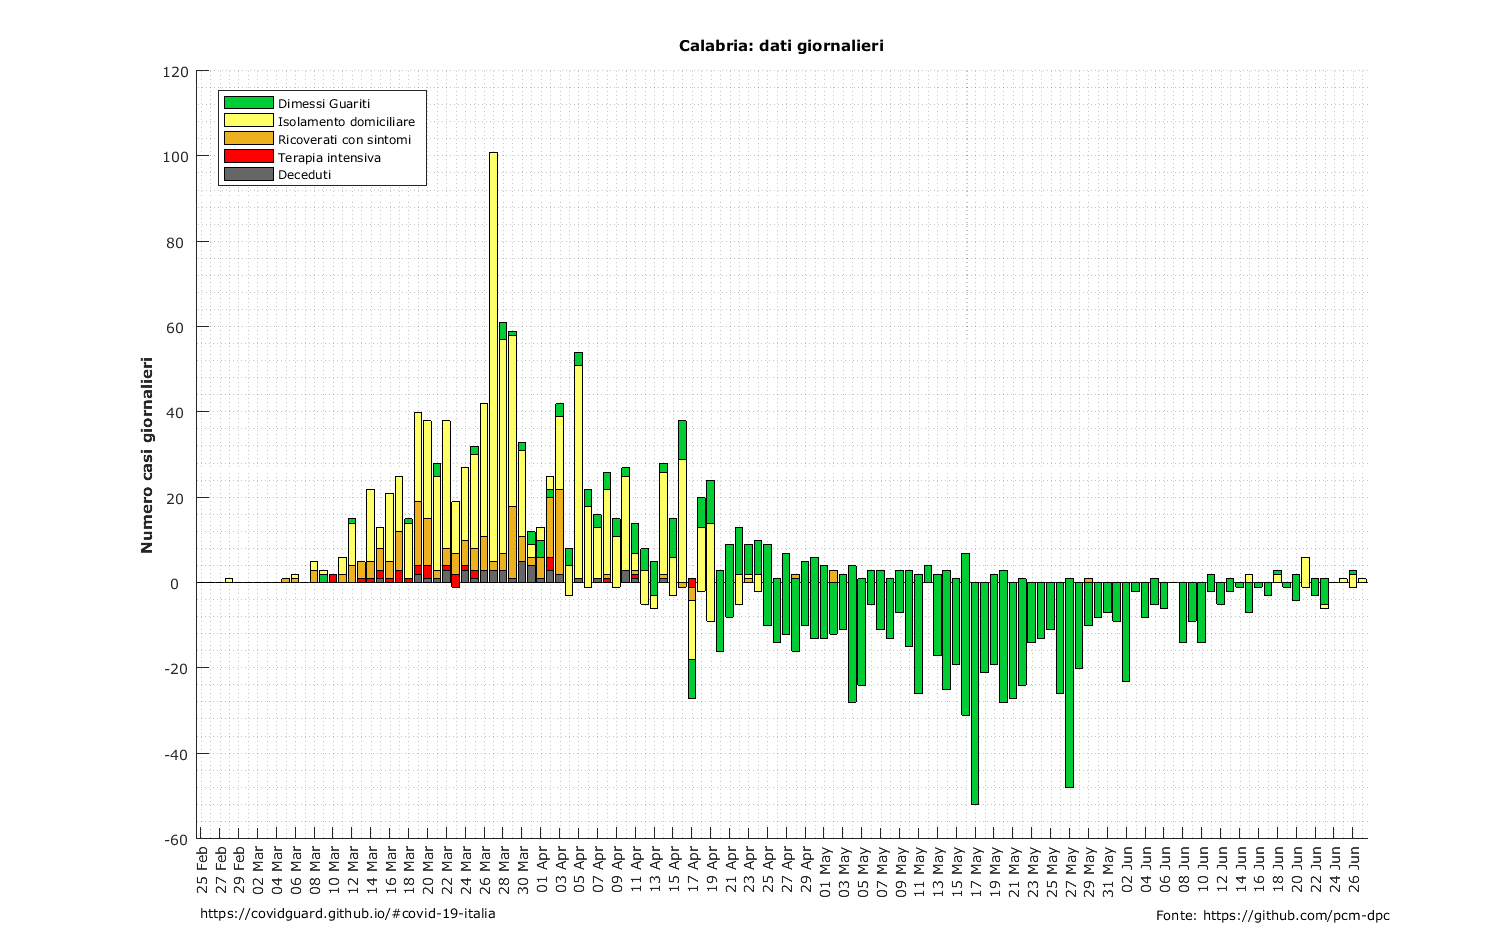 Calabria: dati giornalieri
120
100
80
60
40
20
0
-20
-40
-60
Numero casi giornalieri
Dimessi Guariti
Isolamento domiciliare
Ricoverati con sintomi
Terapia intensiva
Deceduti
25 Feb
27 Feb
29 Feb
02 Mar
04 Mar
06 Mar
08 Mar
10 Mar
12 Mar
14 Mar
16 Mar
18 Mar
20 Mar
22 Mar
24 Mar
26 Mar
28 Mar
30 Mar
01 Apr
03 Apr
05 Apr
07 Apr
09 Apr
11 Apr
13 Apr
15 Apr
17 Apr
19 Apr
21 Apr
23 Apr
25 Apr
27 Apr
29 Apr
01 May
03 May
05 May
07 May
09 May
11 May
13 May
15 May
17 May
19 May
21 May
23 May
25 May
27 May
29 May
31 May
02 Jun
04 Jun
06 Jun
08 Jun
10 Jun
12 Jun
14 Jun
16 Jun
18 Jun
20 Jun
22 Jun
24 Jun
26 Jun
https://covidguard.github.io/#covid-19-italia
Fonte: https://github.com/pcm-dpc